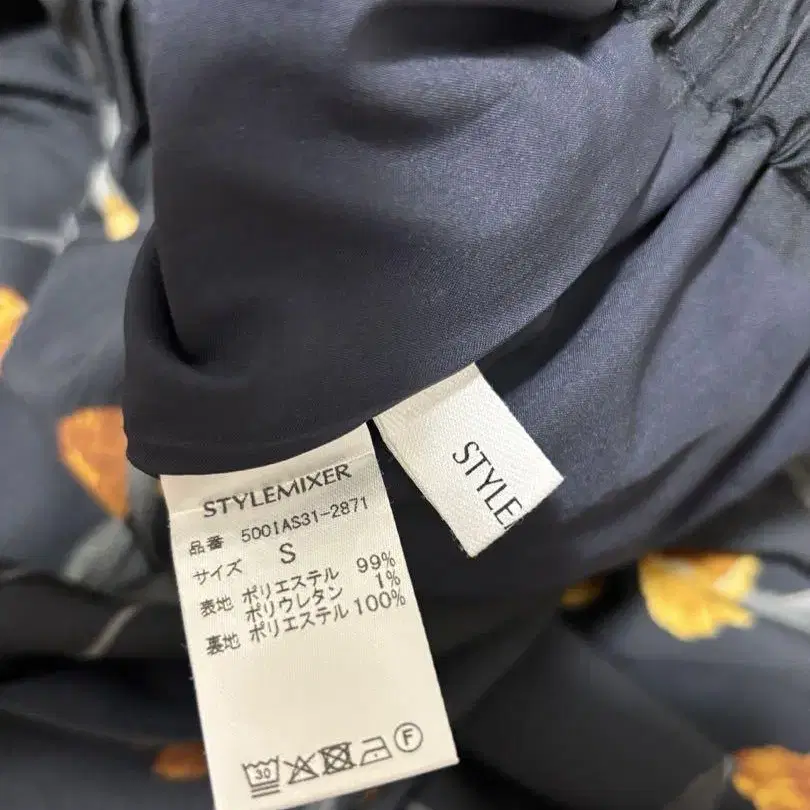 STYLE
STYLEMIXER
品番 5001AS31-2871
サイズ S
表地 ポリエステル 99%
ポリウレタン 1%
裏地 ポリエステル 100%
30
F